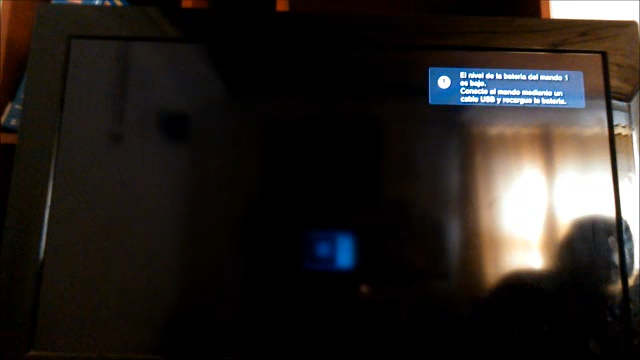 El nivel de la batería del mando 1
es bajo.
Conecte el mando mediante un
cable USB y recargue la batería.